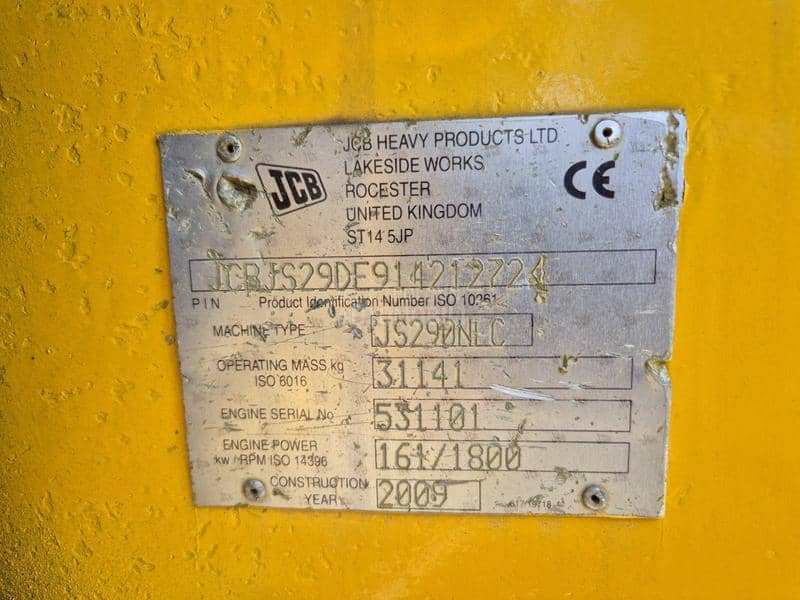 JCB
JCB HEAVY PRODUCTS LTD
LAKESIDE WORKS
ROCESTER
UNITED KINGDOM
ST14 5JP
CE
JCBJS29DE914212724
PIN Product Identification Number ISO 10261
MACHINE TYPE JS290NLC
OPERATING MASS kg 31141
ISO 6016
ENGINE SERIAL No 531101
ENGINE POWER 161/1800
kw / RPM ISO 14396
CONSTRUCTION YEAR 2009